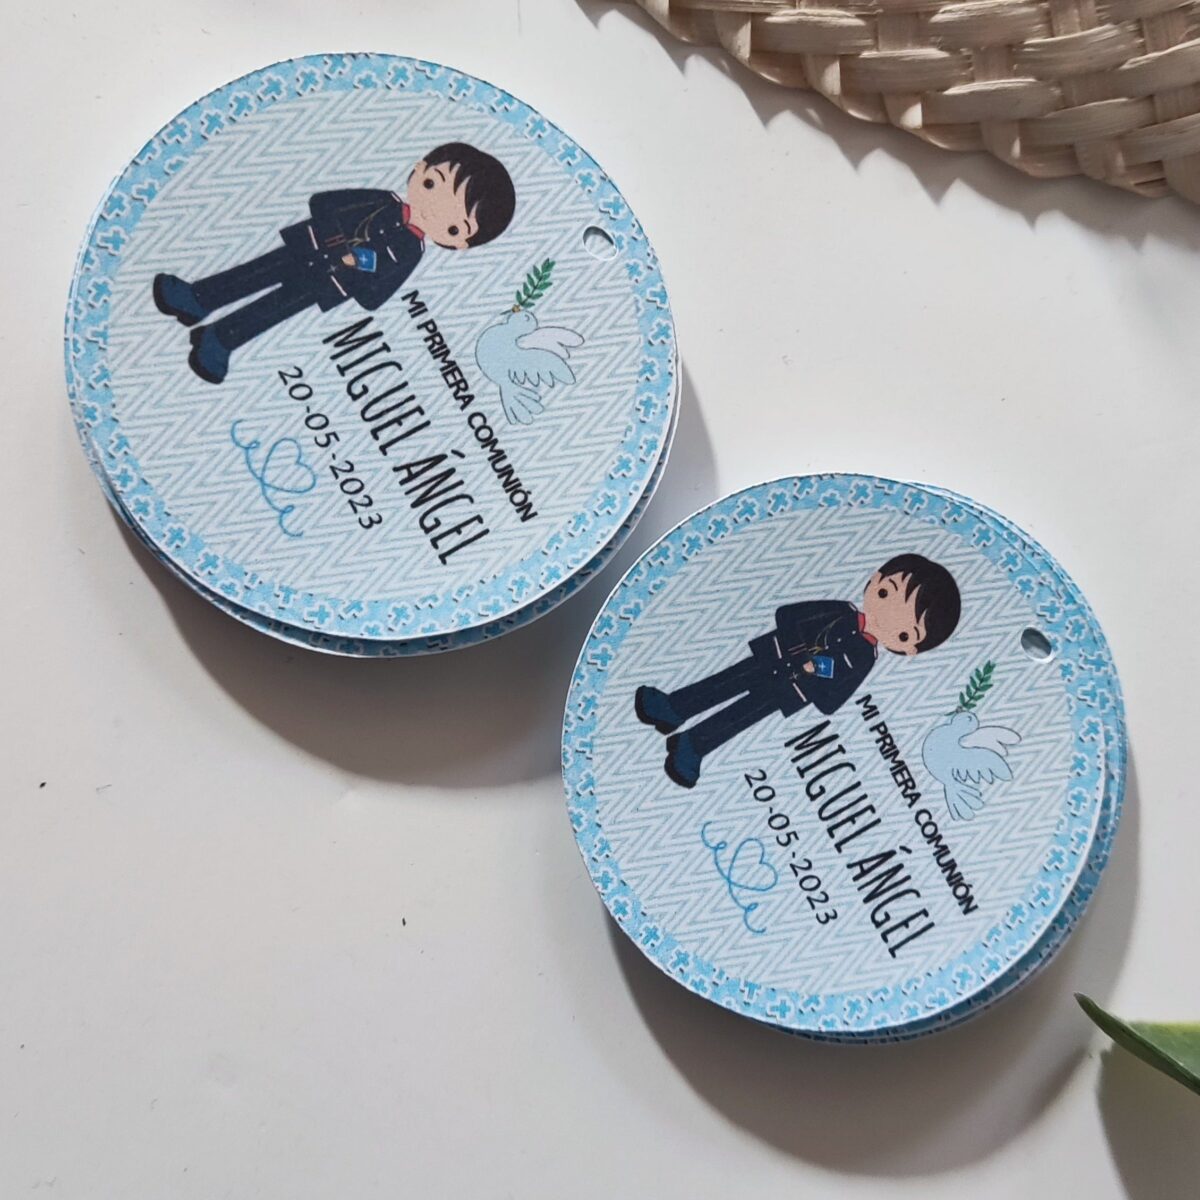 MI PRIMERA COMUNIÓN
MIGUEL ÁNGEL
20-05-2023
MI PRIMERA COMUNIÓN
MIGUEL ÁNGEL
20-05-2023